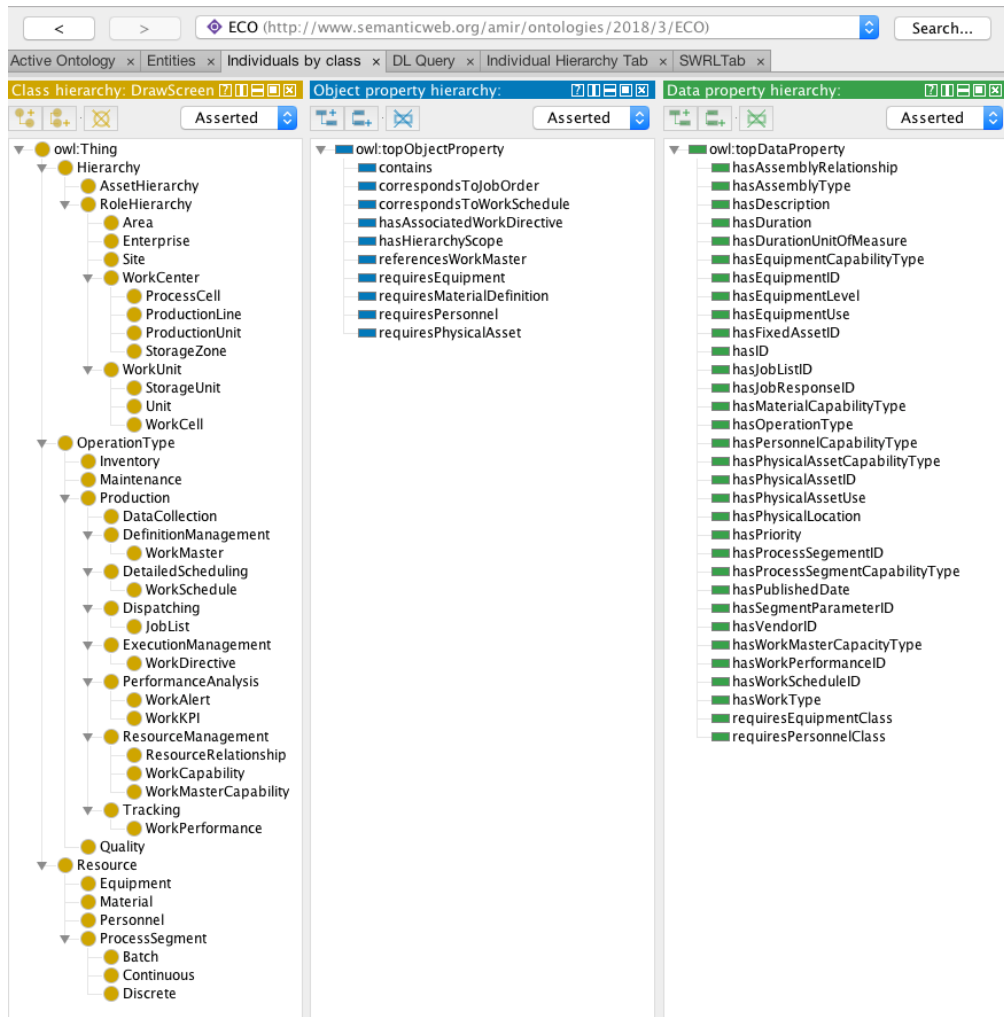 < > ECO (http://www.semanticweb.org/amir/ontologies/2018/3/ECO) Search...
Active Ontology × Entities × Individuals by class × DL Query × Individual Hierarchy Tab × SWRLTab ×
Class hierarchy: DrawScreen
Asserted
owl:Thing
Hierarchy
AssetHierarchy
RoleHierarchy
Area
Enterprise
Site
WorkCenter
ProcessCell
ProductionLine
ProductionUnit
StorageZone
WorkUnit
StorageUnit
Unit
WorkCell
OperationType
Inventory
Maintenance
Production
DataCollection
DefinitionManagement
WorkMaster
DetailedScheduling
WorkSchedule
Dispatching
JobList
ExecutionManagement
WorkDirective
PerformanceAnalysis
WorkAlert
WorkKPI
ResourceManagement
ResourceRelationship
WorkCapability
WorkMasterCapability
Tracking
WorkPerformance
Quality
Resource
Equipment
Material
Personnel
ProcessSegment
Batch
Continuous
Discrete
Object property hierarchy:
Asserted
owl:topObjectProperty
contains
correspondsToJobOrder
correspondsToWorkSchedule
hasAssociatedWorkDirective
hasHierarchyScope
referencesWorkMaster
requiresEquipment
requiresMaterialDefinition
requiresPersonnel
requiresPhysicalAsset
Data property hierarchy:
Asserted
owl:topDataProperty
hasAssemblyRelationship
hasAssemblyType
hasDescription
hasDuration
hasDurationUnitOfMeasure
hasEquipmentCapabilityType
hasEquipmentID
hasEquipmentLevel
hasEquipmentUse
hasFixedAssetID
hasID
hasJobListID
hasJobResponseID
hasMaterialCapabilityType
hasOperationType
hasPersonnelCapabilityType
hasPhysicalAssetCapabilityType
hasPhysicalAssetID
hasPhysicalAssetUse
hasPhysicalLocation
hasPriority
hasProcessSegementID
hasProcessSegmentCapabilityType
hasPublishedDate
hasSegmentParameterID
hasVendorID
hasWorkMasterCapacityType
hasWorkPerformanceID
hasWorkScheduleID
hasWorkType
requiresEquipmentClass
requiresPersonnelClass